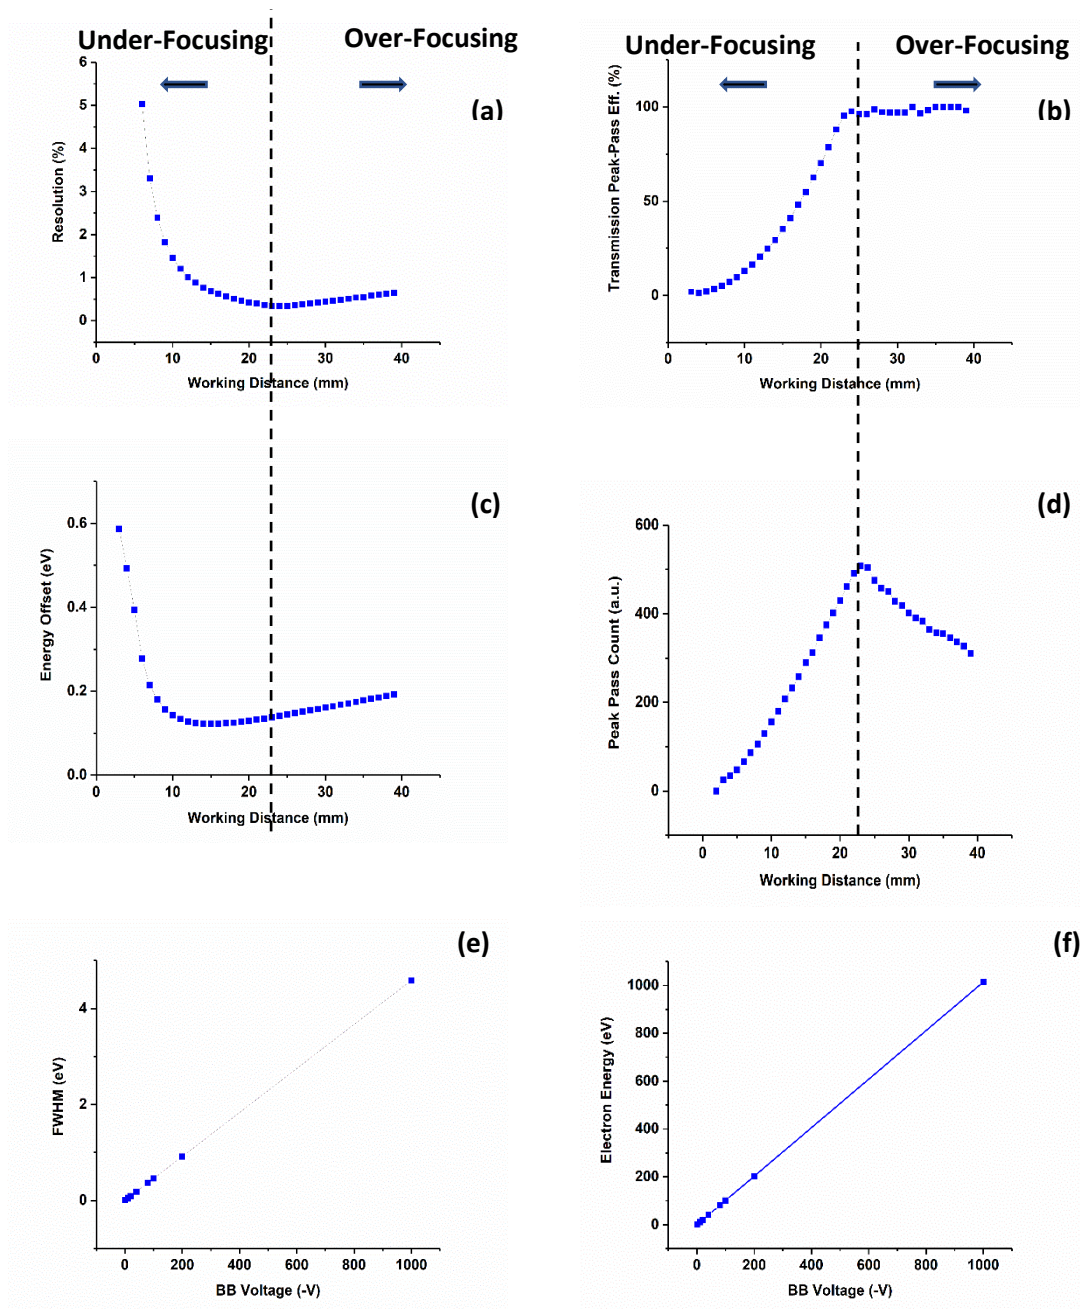 Under-Focusing
Over-Focusing
(a)
6
5
4
3
2
1
0
Resolution (%)
0
10
20
30
40
Working Distance (mm)
Under-Focusing
Over-Focusing
(b)
100
50
0
Transmission Peak-Pass Eff. (%)
0
10
20
30
40
Working Distance (mm)
(c)
0.6
0.4
0.2
0.0
Energy Offset (eV)
0
10
20
30
40
Working Distance (mm)
(d)
600
400
200
0
Peak Pass Count (a.u.)
0
10
20
30
40
Working Distance (mm)
(e)
4
2
0
FWHM (eV)
0
200
400
600
800
1000
BB Voltage (-V)
(f)
1000
800
600
400
200
0
Electron Energy (eV)
0
200
400
600
800
1000
BB Voltage (-V)